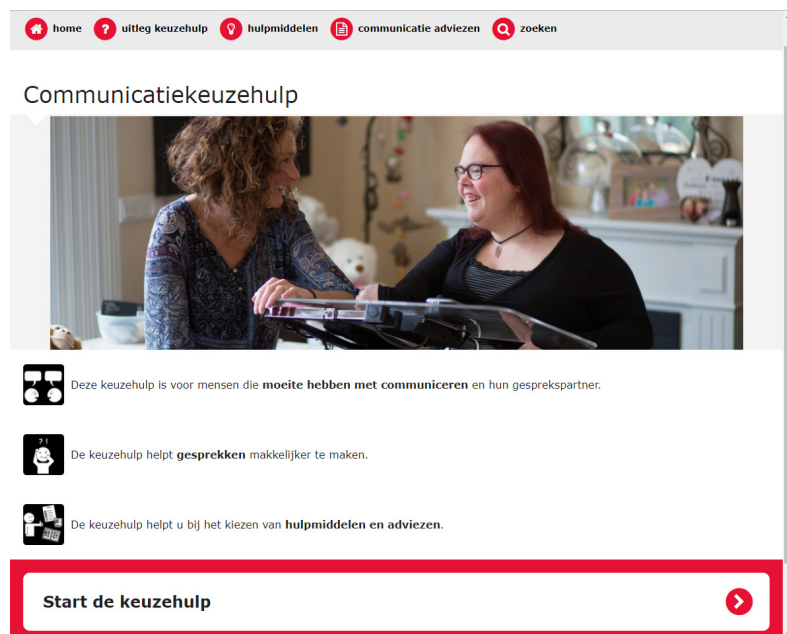 home uitleg keuzehulp hulpmiddelen communicatie adviezen zoeken
Communicatiekeuzehulp
Deze keuzehulp is voor mensen die moeite hebben met communiceren en hun gesprekspartner.
De keuzehulp helpt gesprekken makkelijker te maken.
De keuzehulp helpt u bij het kiezen van hulpmiddelen en adviezen.
Start de keuzehulp